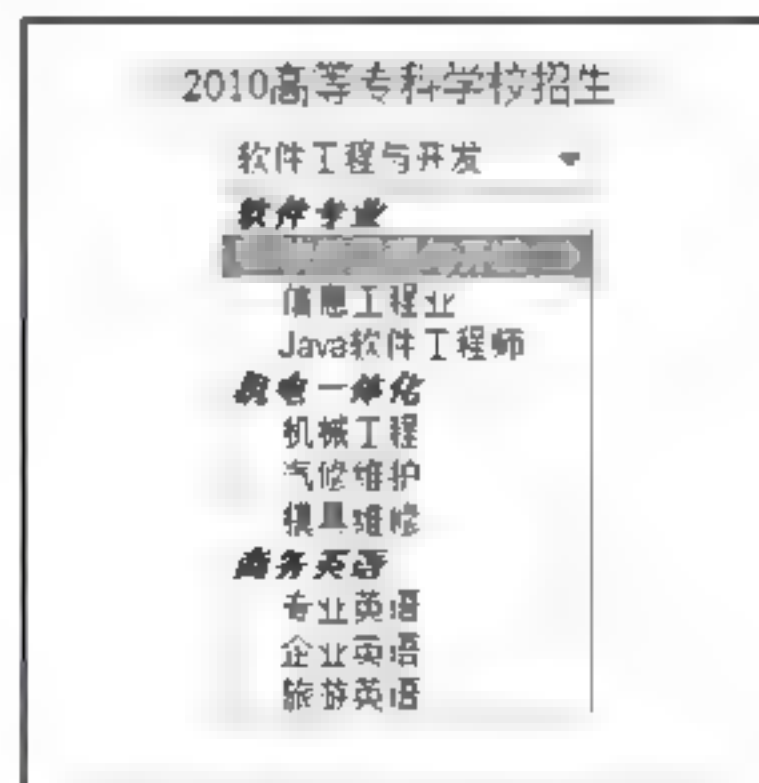 2010高等专科学校招生
软件工程与开发
软件专业
信息工程业
Java软件工程师
机电一体化
机械工程
汽修维护
模具维修
商务英语
专业英语
企业英语
旅游英语